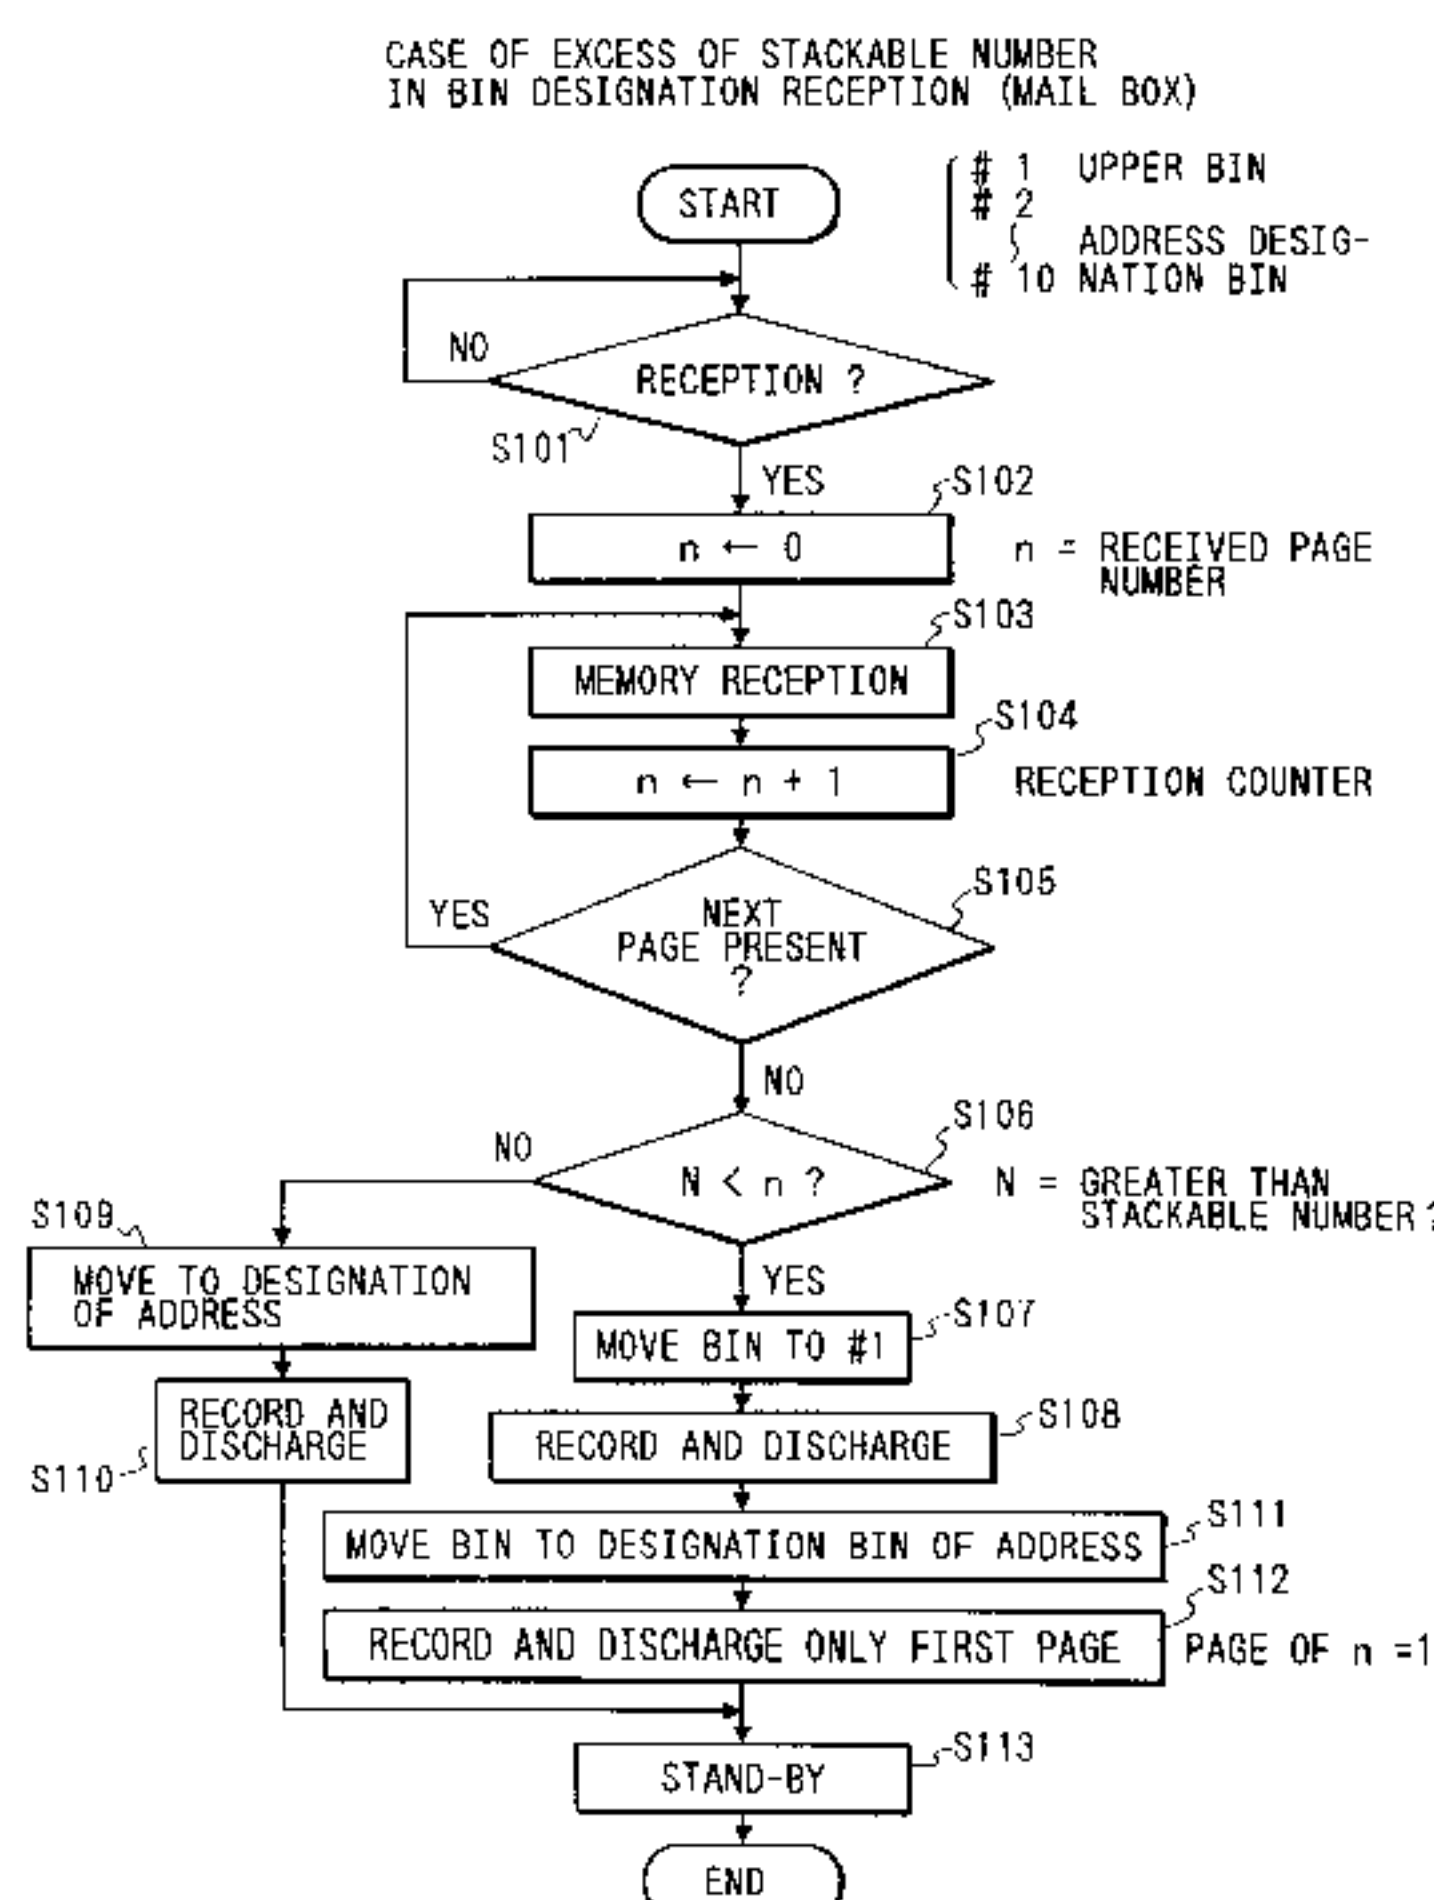 CASE OF EXCESS OF STACKABLE NUMBER
IN BIN DESIGNATION RECEPTION (MAIL BOX)
START
# 1 UPPER BIN
# 2
ADDRESS DESIG-
# 10 NATION BIN
NO
RECEPTION ?
S101
YES
S102
n ← 0
n = RECEIVED PAGE
NUMBER
S103
MEMORY RECEPTION
S104
n ← n + 1
RECEPTION COUNTER
S105
YES
NEXT
PAGE PRESENT
?
NO
S106
NO
N < n ?
N = GREATER THAN
STACKABLE NUMBER ?
S109
MOVE TO DESIGNATION
OF ADDRESS
YES
S107
MOVE BIN TO #1
RECORD AND
DISCHARGE
S110
S108
RECORD AND DISCHARGE
S111
MOVE BIN TO DESIGNATION BIN OF ADDRESS
S112
RECORD AND DISCHARGE ONLY FIRST PAGE
PAGE OF n =1
S113
STAND-BY
END